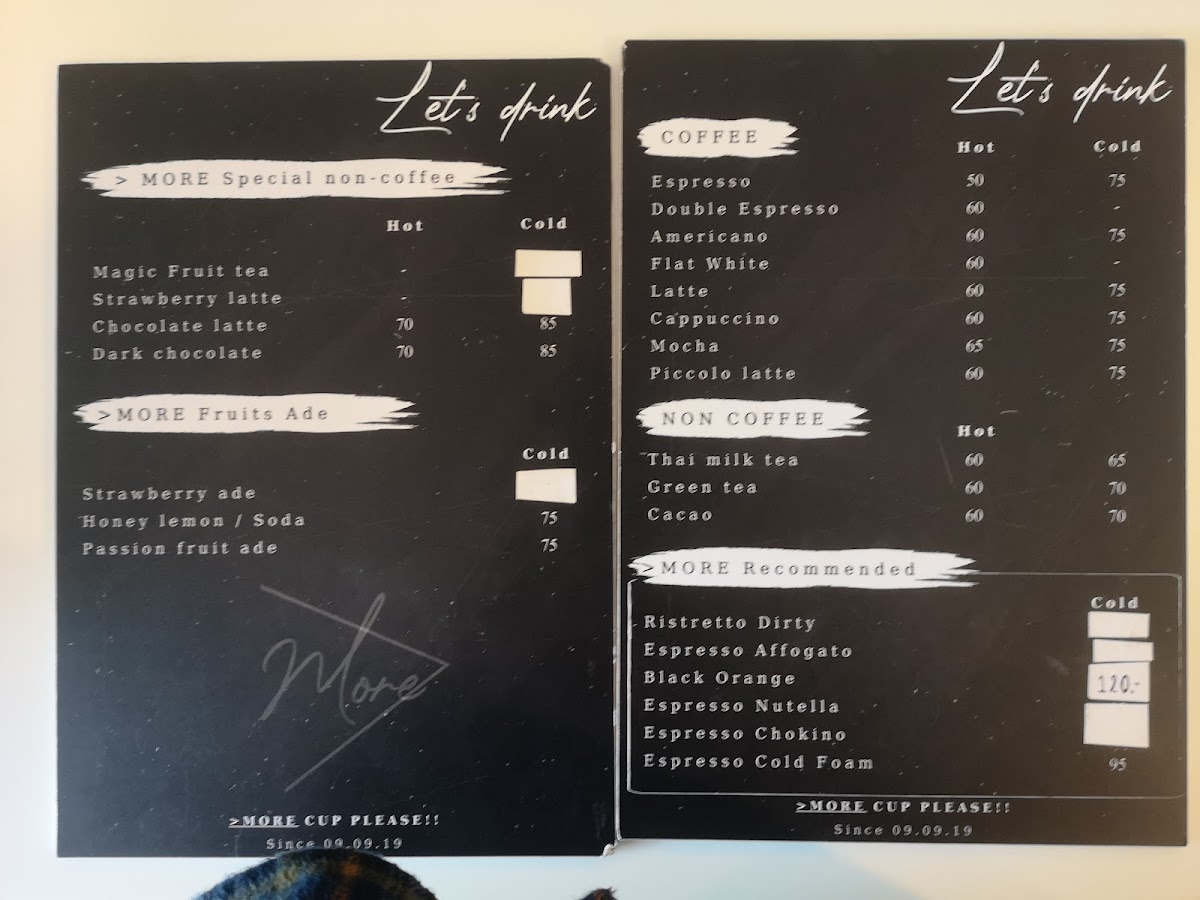 Let's drink
> MORE Special non-coffee
Hot Cold
Magic Fruit tea -
Strawberry latte -
Chocolate latte 70 85
Dark chocolate 70 85
>MORE Fruits Ade
Cold
Strawberry ade
Honey lemon / Soda 75
Passion fruit ade 75
More
>MORE CUP PLEASE!!
Since 09.09.19
Let's drink
COFFEE
Hot Cold
Espresso 50 75
Double Espresso 60 -
Americano 60 75
Flat White 60 -
Latte 60 75
Cappuccino 60 75
Mocha 65 75
Piccolo latte 60 75
NON COFFEE
Hot
Thai milk tea 60 65
Green tea 60 70
Cacao 60 70
>MORE Recommended
Cold
Ristretto Dirty
Espresso Affogato
Black Orange 120.-
Espresso Nutella
Espresso Chokino
Espresso Cold Foam 95
>MORE CUP PLEASE!!
Since 09.09.19